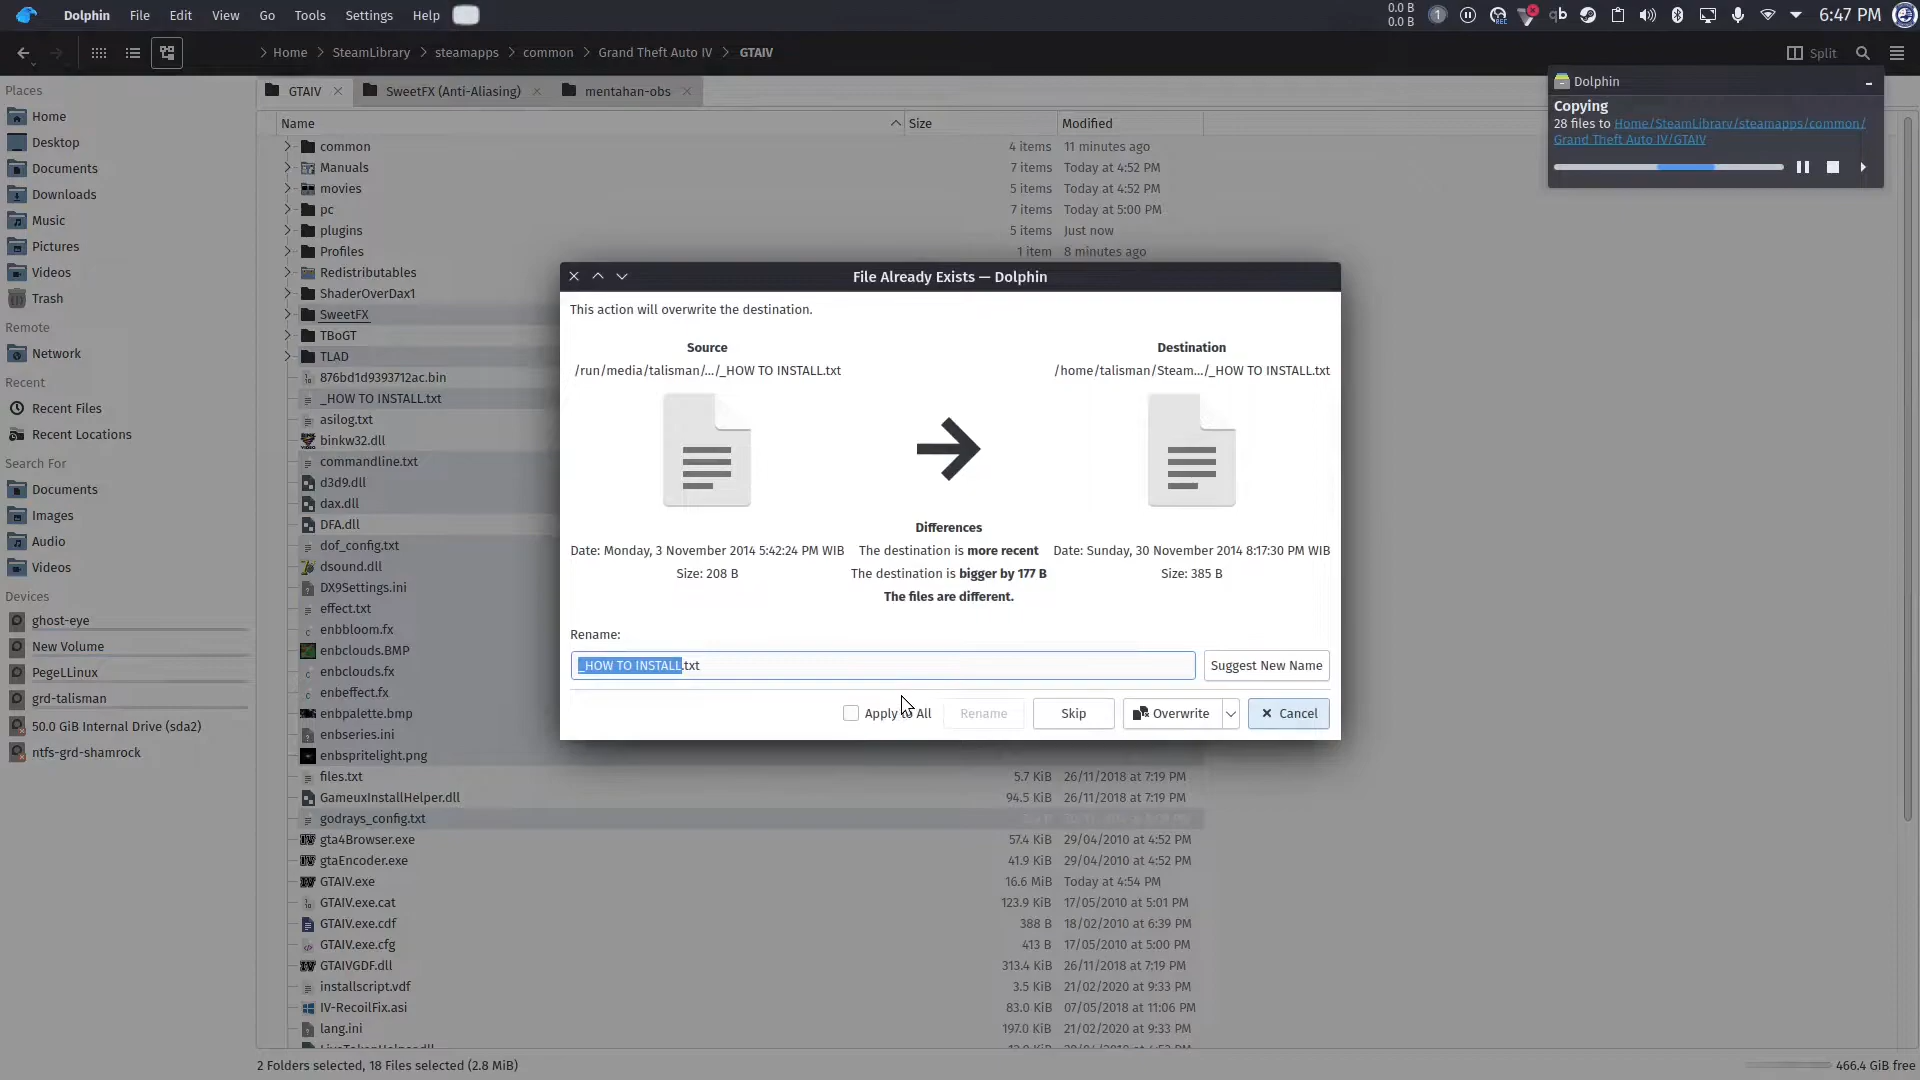 Dolphin File Edit View Go Tools Settings Help
0.0 B
0.0 B
1
REC
qb
6:47 PM
Home SteamLibrary steamapps common Grand Theft Auto IV GTAIV
Split
Places
Home
Desktop
Documents
Downloads
Music
Pictures
Videos
Trash
Remote
Network
Recent
Recent Files
Recent Locations
Search For
Documents
Images
Audio
Videos
Devices
ghost-eye
New Volume
PegeLLinux
grd-talisman
50.0 GiB Internal Drive (sda2)
ntfs-grd-shamrock
GTAIV SweetFX (Anti-Aliasing) mentahan-obs
Name Size Modified
common 4 items 11 minutes ago
Manuals 7 items Today at 4:52 PM
movies 5 items Today at 4:52 PM
pc 7 items Today at 5:00 PM
plugins 5 items Just now
Profiles 1 item 8 minutes ago
Redistributables
ShaderOverDax1
SweetFX
TBoGT
TLAD
876bd1d9393712ac.bin
_HOW TO INSTALL.txt
asilog.txt
binkw32.dll
commandline.txt
d3d9.dll
dax.dll
DFA.dll
dof_config.txt
dsound.dll
DX9Settings.ini
effect.txt
enbbloom.fx
enbclouds.BMP
enbclouds.fx
enbeffect.fx
enbpalette.bmp
enbseries.ini
enbspritelight.png
files.txt 5.7 KiB 26/11/2018 at 7:19 PM
GameuxInstallHelper.dll 94.5 KiB 26/11/2018 at 7:19 PM
godrays_config.txt
gta4Browser.exe 57.4 KiB 29/04/2010 at 4:52 PM
gtaEncoder.exe 41.9 KiB 29/04/2010 at 4:52 PM
GTAIV.exe 16.6 MiB Today at 4:54 PM
GTAIV.exe.cat 123.9 KiB 17/05/2010 at 5:01 PM
GTAIV.exe.cdf 388 B 18/02/2010 at 6:39 PM
GTAIV.exe.cfg 413 B 17/05/2010 at 5:00 PM
GTAIVGDF.dll 313.4 KiB 26/11/2018 at 7:19 PM
installscript.vdf 3.5 KiB 21/02/2020 at 9:33 PM
IV-RecoilFix.asi 83.0 KiB 07/05/2018 at 11:06 PM
lang.ini 197.0 KiB 21/02/2020 at 9:33 PM
2 Folders selected, 18 Files selected (2.8 MiB)
466.4 GiB free
Dolphin
Copying
28 files to Home/SteamLibrary/steamapps/common/
Grand Theft Auto IV/GTAIV
File Already Exists — Dolphin
This action will overwrite the destination.
Source Destination
/run/media/talisman/.../_HOW TO INSTALL.txt /home/talisman/Steam.../_HOW TO INSTALL.txt
Differences
Date: Monday, 3 November 2014 5:42:24 PM WIB The destination is more recent Date: Sunday, 30 November 2014 8:17:30 PM WIB
Size: 208 B The destination is bigger by 177 B Size: 385 B
The files are different.
Rename:
_HOW TO INSTALL.txt Suggest New Name
Apply to All Rename Skip Overwrite Cancel